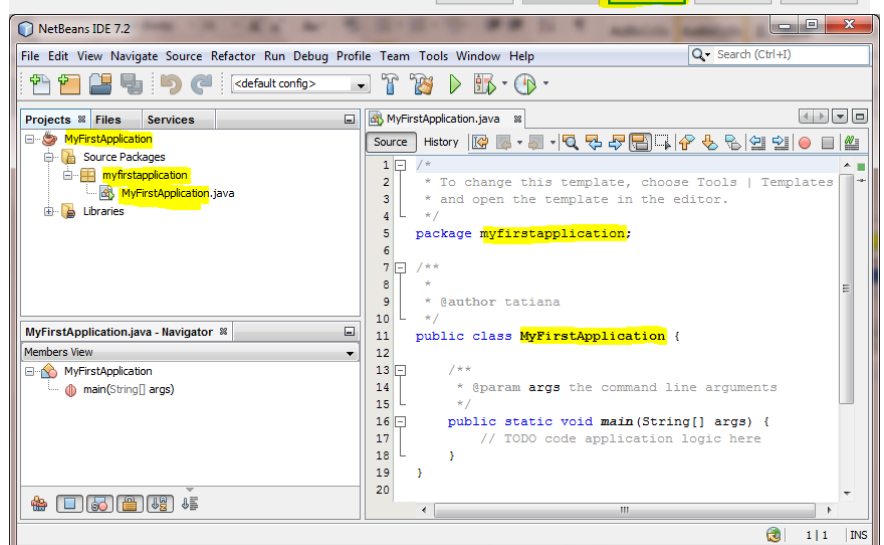 NetBeans IDE 7.2
File Edit View Navigate Source Refactor Run Debug Profile Team Tools Window Help
Search (Ctrl+I)
<default config>
Projects Files Services
MyFirstApplication
Source Packages
myfirstapplication
MyFirstApplication.java
Libraries
MyFirstApplication.java - Navigator
Members View
MyFirstApplication
main(String[] args)
MyFirstApplication.java
Source History
1 /*
2 * To change this template, choose Tools | Templates
3 * and open the template in the editor.
4 */
5 package myfirstapplication;
6
7 /**
8 *
9 * @author tatiana
10 */
11 public class MyFirstApplication {
12
13 /**
14 * @param args the command line arguments
15 */
16 public static void main(String[] args) {
17 // TODO code application logic here
18 }
19 }
20
1 | 1 INS